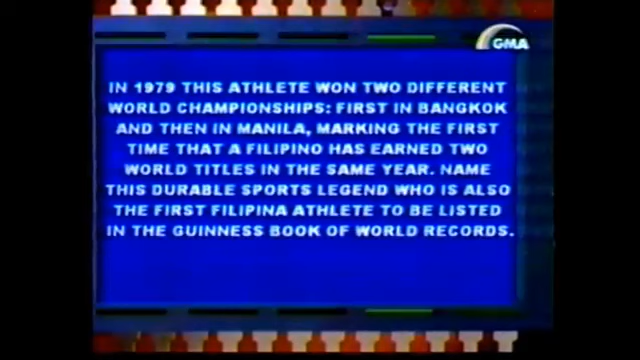 GMA
IN 1979 THIS ATHLETE WON TWO DIFFERENT
WORLD CHAMPIONSHIPS: FIRST IN BANGKOK
AND THEN IN MANILA, MARKING THE FIRST
TIME THAT A FILIPINO HAS EARNED TWO
WORLD TITLES IN THE SAME YEAR. NAME
THIS DURABLE SPORTS LEGEND WHO IS ALSO
THE FIRST FILIPINA ATHLETE TO BE LISTED
IN THE GUINNESS BOOK OF WORLD RECORDS.